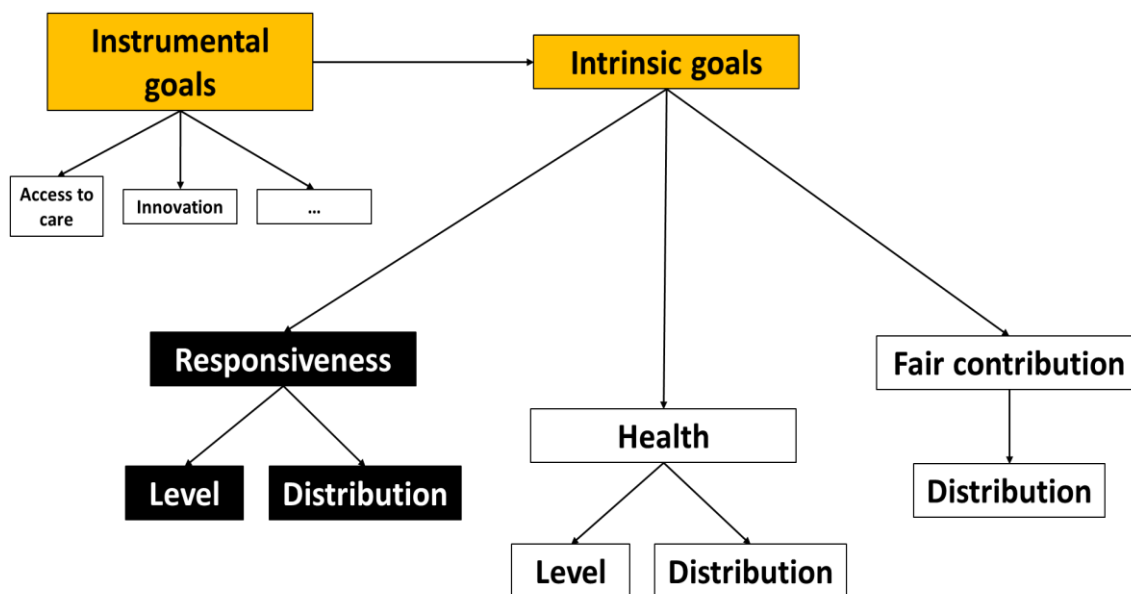 Instrumental
goals
Intrinsic goals
Access to
care
Innovation
...
Responsiveness
Fair contribution
Health
Level
Distribution
Distribution
Level
Distribution